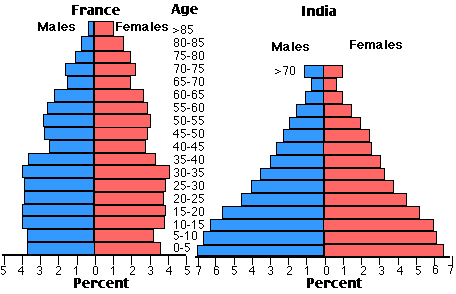 France
Age
India
Males
Females
Males
Females
>85
80-85
75-80
70-75
>70
65-70
60-65
55-60
50-55
45-50
40-45
35-40
30-35
25-30
20-25
15-20
10-15
5-10
0-5
5 4 3 2 1 0 1 2 3 4 5
7 6 5 4 3 2 1 0 1 2 3 4 5 6 7
Percent
Percent